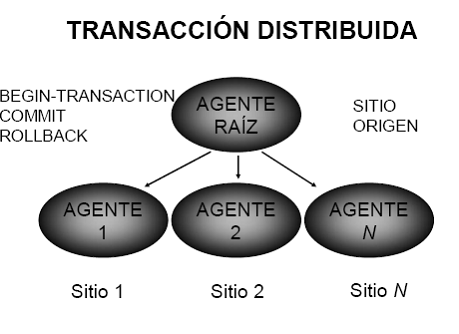 TRANSACCIÓN DISTRIBUIDA
BEGIN-TRANSACTION
COMMIT
ROLLBACK
AGENTE
RAÍZ
SITIO
ORIGEN
AGENTE
1
AGENTE
2
AGENTE
N
Sitio 1
Sitio 2
Sitio N